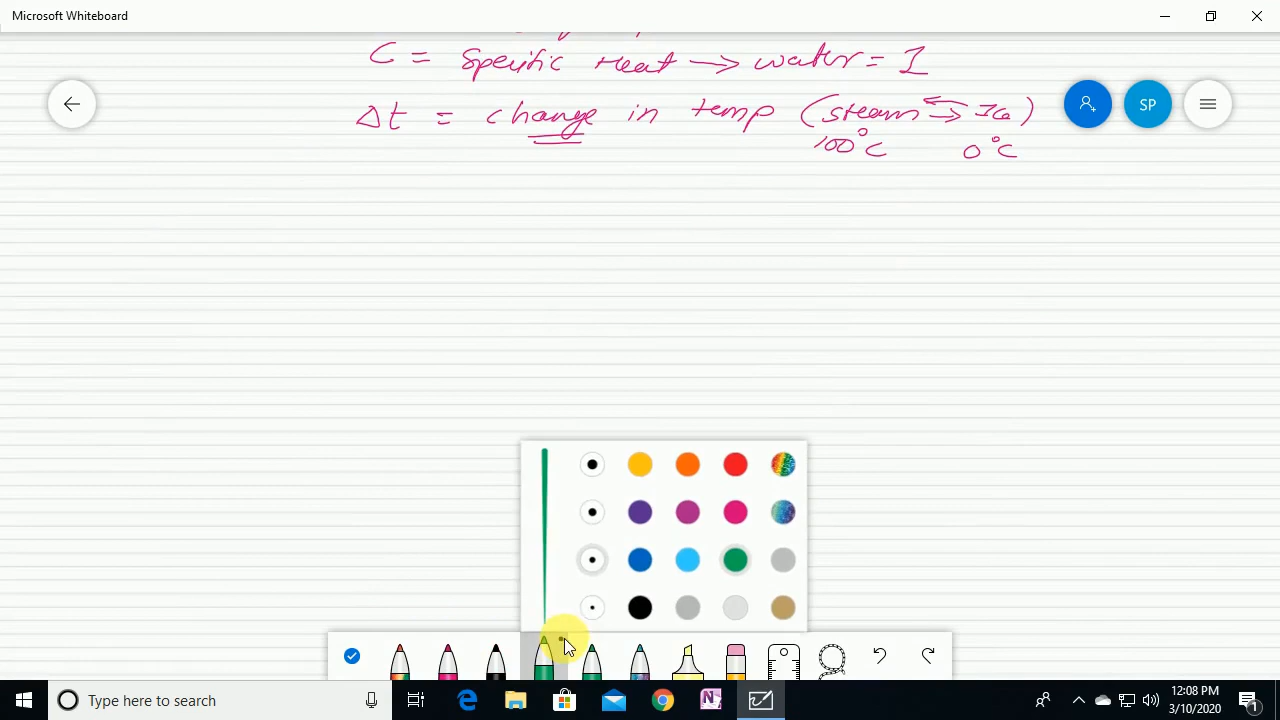 Microsoft Whiteboard
C = Specific Heat → water = 1
Δt = change in temp (steam ⇄ Ice)
100°C 0°C
SP
Type here to search
12:08 PM
3/10/2020
1